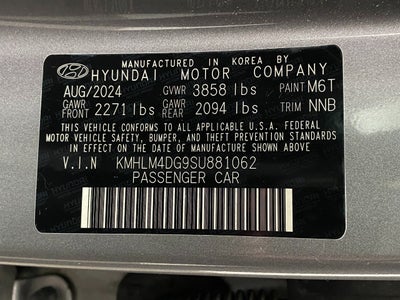 MANUFACTURED IN KOREA BY
HYUNDAI MOTOR COMPANY
AUG/2024 GVWR 3858 lbs PAINT M6T
GAWR FRONT 2271 lbs GAWR REAR 2094 lbs TRIM NNB
THIS VEHICLE CONFORMS TO ALL APPLICABLE U.S.A. FEDERAL
MOTOR VEHICLE SAFETY, BUMPER, AND THEFT PREVENTION
STANDARDS IN EFFECT ON THE DATE OF MANUFACTURE SHOWN ABOVE.
V.I.N KMHLM4DG9SU881062
PASSENGER CAR